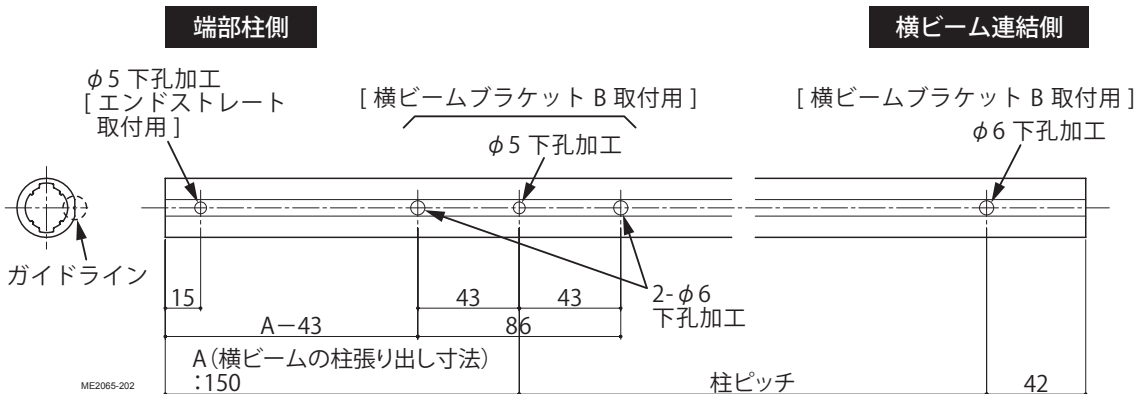 端部柱側
横ビーム連結側
φ5 下孔加工
[ エンドストレート
取付用 ]
[ 横ビームブラケット B 取付用 ]
φ5 下孔加工
[ 横ビームブラケット B 取付用 ]
φ6 下孔加工
ガイドライン
15
43
43
2-φ6
下孔加工
A−43
86
A（横ビームの柱張り出し寸法）
:150
柱ピッチ
42
ME2065-202